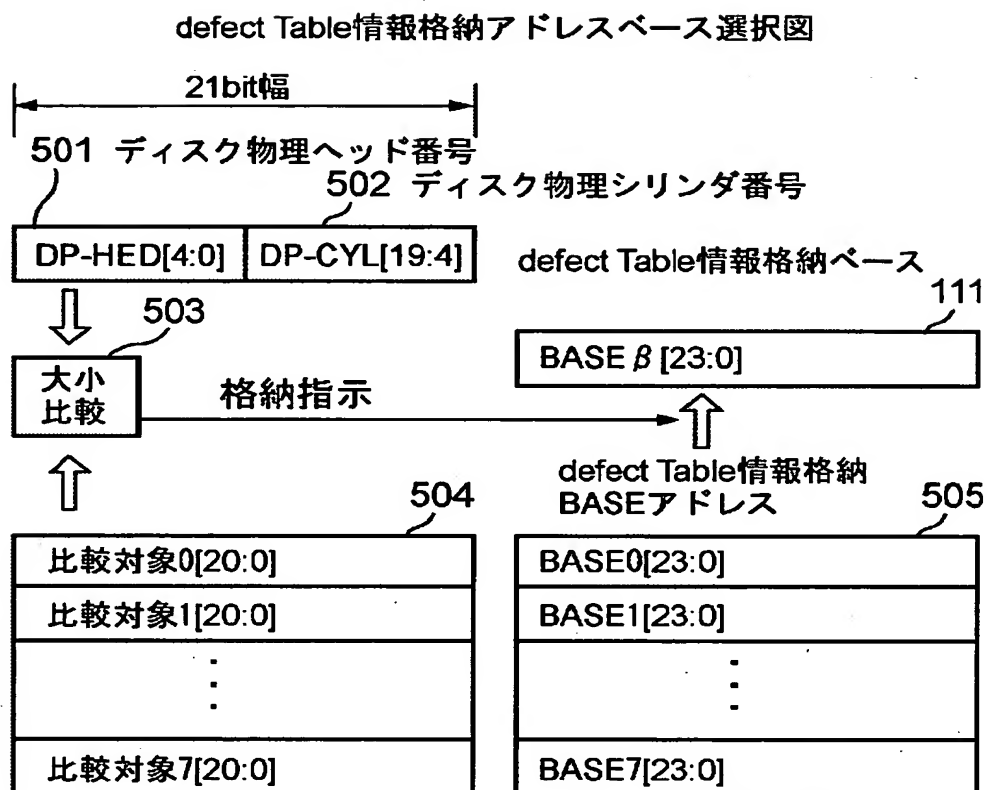 defect Table情報格納アドレスベース選択図
21bit幅
501 ディスク物理ヘッド番号
502 ディスク物理シリンダ番号
DP-HED[4:0]
DP-CYL[19:4]
defect Table情報格納ベース
111
503
BASE β [23:0]
大小
比較
格納指示
defect Table情報格納
BASEアドレス
504
505
比較対象0[20:0]
BASE0[23:0]
比較対象1[20:0]
BASE1[23:0]
比較対象7[20:0]
BASE7[23:0]